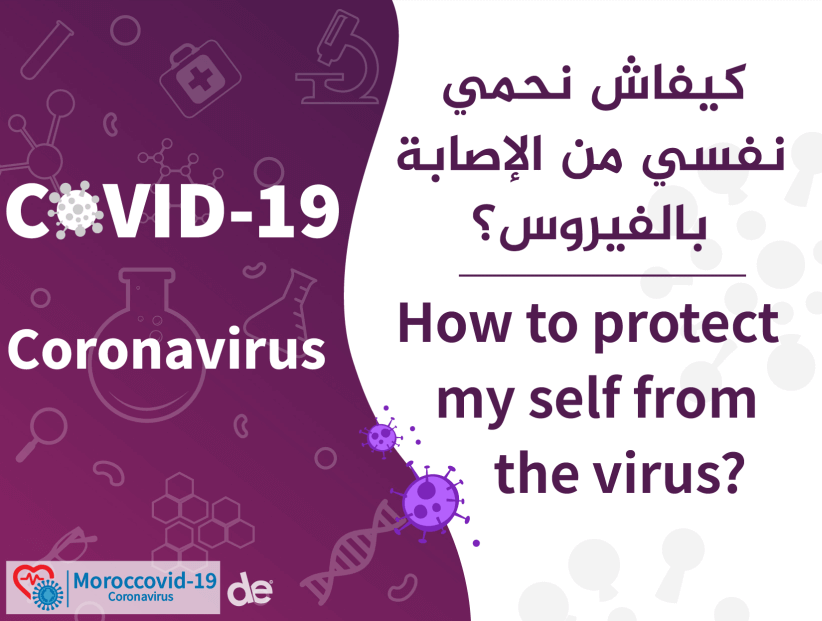 COVID-19
Coronavirus
كيفاش نحمي
نفسي من الإصابة
بالفيروس؟
How to protect
my self from
the virus?
Moroccovid-19
Coronavirus
de